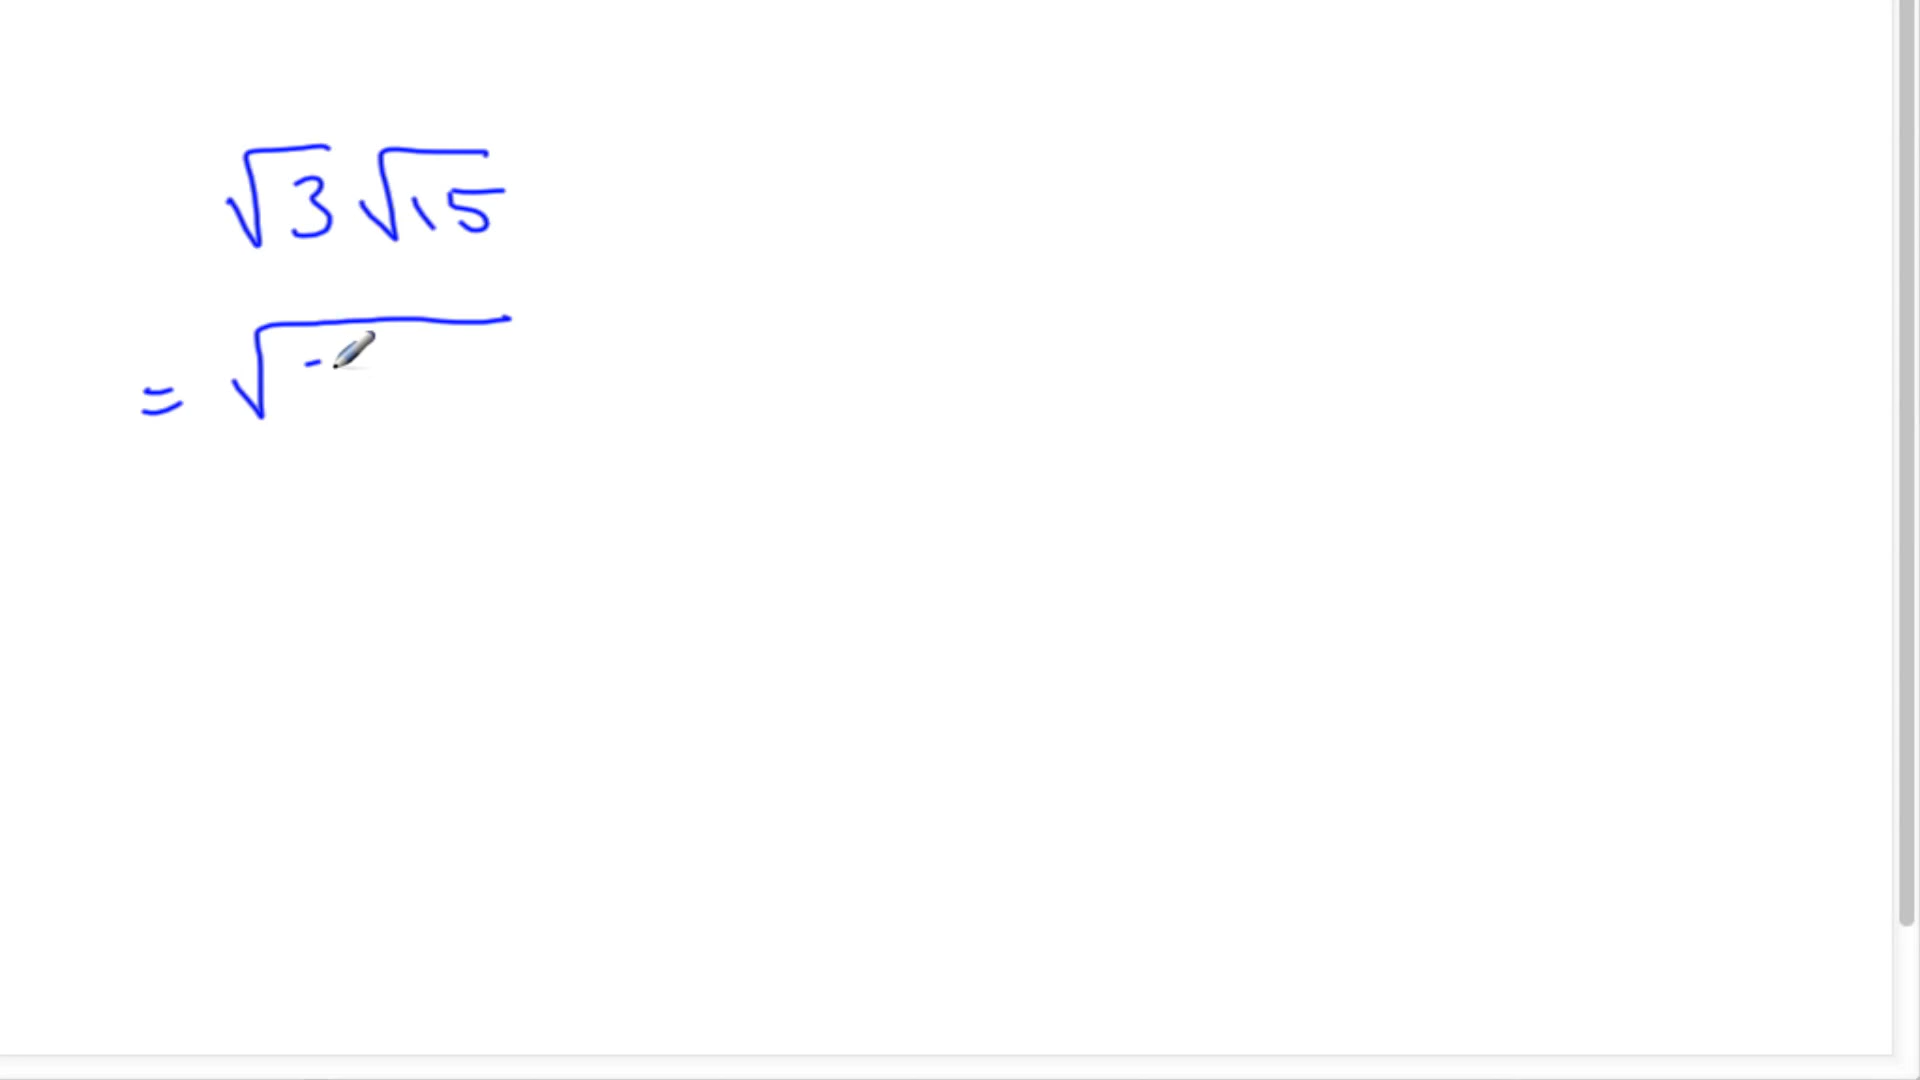 √3 √15
= √-